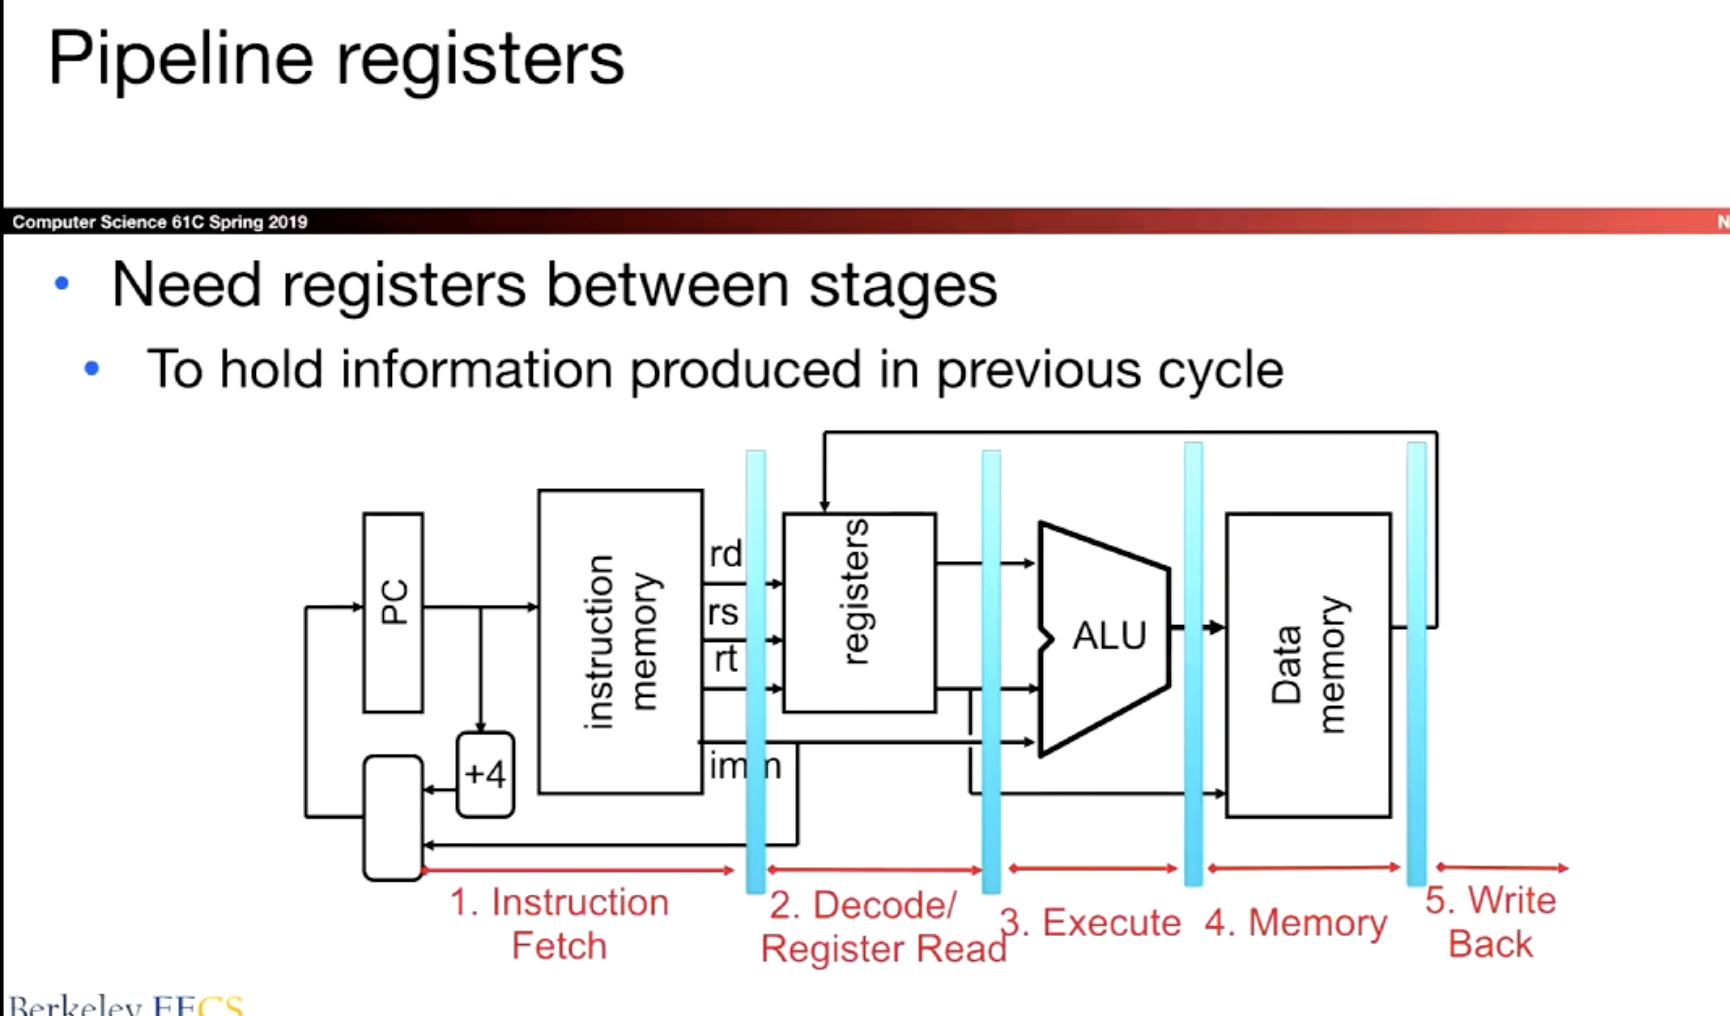 Pipeline registers
Computer Science 61C Spring 2019
N
• Need registers between stages
• To hold information produced in previous cycle
PC
+4
instruction
memory
rd
rs
rt
imm
registers
ALU
Data
memory
1. Instruction
Fetch
2. Decode/
Register Read
3. Execute
4. Memory
5. Write
Back
Berkeley EECS